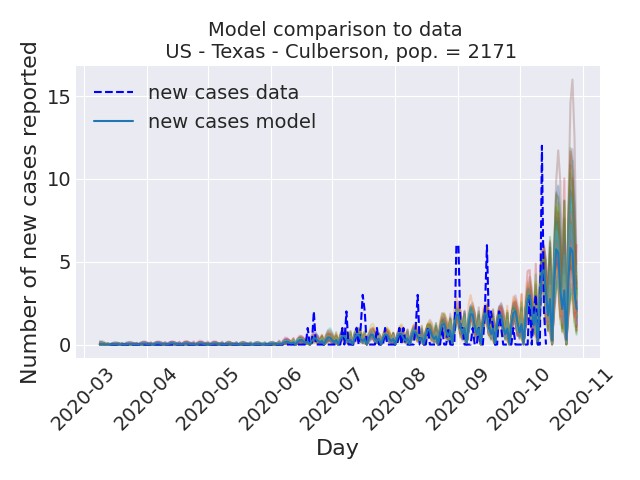 Model comparison to data
US - Texas - Culberson, pop. = 2171
Number of new cases reported
15
10
5
0
new cases data
new cases model
2020-03
2020-04
2020-05
2020-06
2020-07
2020-08
2020-09
2020-10
2020-11
Day